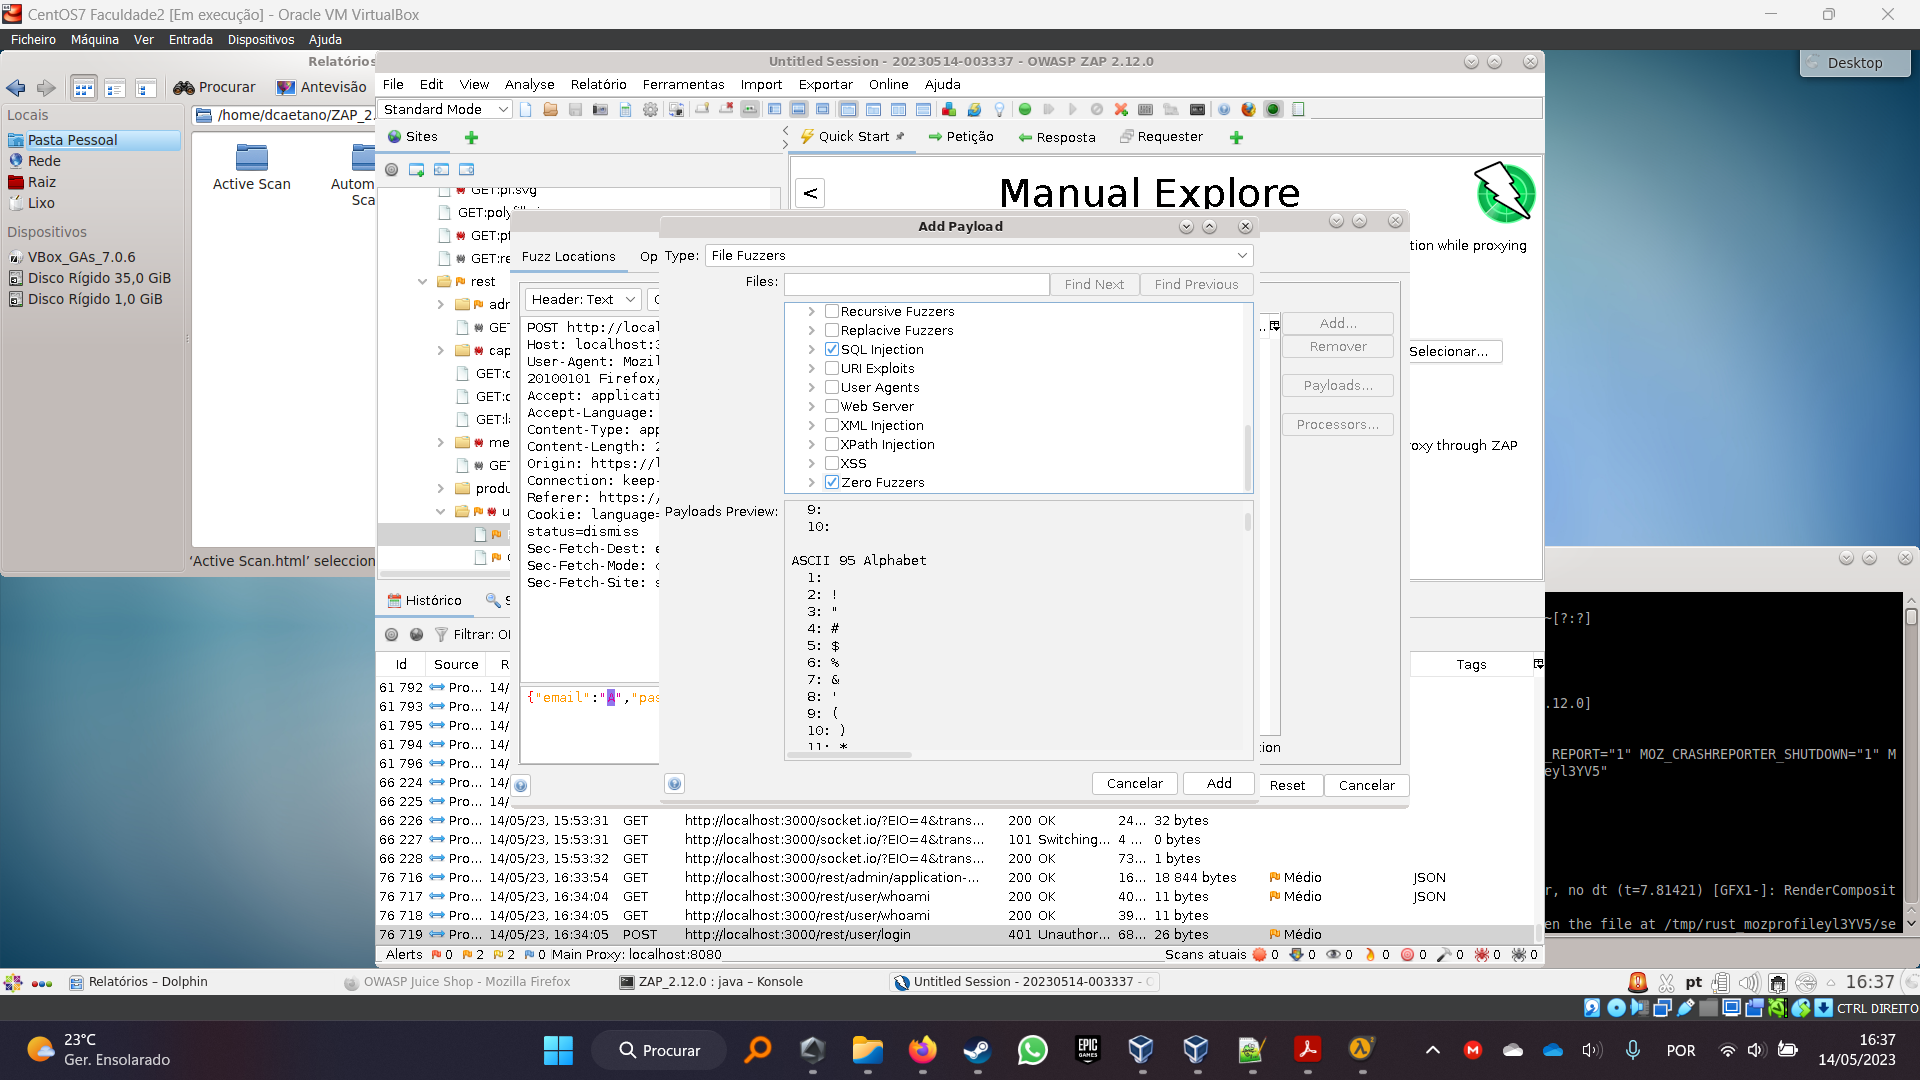 CentOS7 Faculdade2 [Em execução] - Oracle VM VirtualBox
Ficheiro Máquina Ver Entrada Dispositivos Ajuda
Relatórios
Procurar Antevisão
Locais
Pasta Pessoal
Rede
Raiz
Lixo
Dispositivos
VBox_GAs_7.0.6
Disco Rígido 35,0 GiB
Disco Rígido 1,0 GiB
/home/dcaetano/ZAP_2.
Active Scan
Autom
Sca
'Active Scan.html' seleccion
Desktop
Untitled Session - 20230514-003337 - OWASP ZAP 2.12.0
File Edit View Analyse Relatório Ferramentas Import Exportar Online Ajuda
Standard Mode
Sites
Quick Start Petição Resposta Requester
GET:pi.svg
GET:polyfill
GET:pt
GET:re
rest
adr
GE
cap
GET:
GET:
GET:la
me
GE
produ
u
< Manual Explore
tion while proxying
Selecionar...
oxy through ZAP
Fuzz Locations Op
Header: Text
POST http://local
Host: localhost:3
User-Agent: Mozil
20100101 Firefox/
Accept: applicati
Accept-Language:
Content-Type: app
Content-Length: 2
Origin: https://l
Connection: keep-
Referer: https://
Cookie: language=
status=dismiss
Sec-Fetch-Dest: e
Sec-Fetch-Mode: c
Sec-Fetch-Site: s
{"email":"A","pas
Add...
Remover
Payloads...
Processors...
tion
Reset Cancelar
Add Payload
Type: File Fuzzers
Files: Find Next Find Previous
Recursive Fuzzers
Replacive Fuzzers
SQL Injection
URI Exploits
User Agents
Web Server
XML Injection
XPath Injection
XSS
Zero Fuzzers
Payloads Preview:
9:
10:
ASCII 95 Alphabet
1:
2: !
3: "
4: #
5: $
6: %
7: &
8: '
9: (
10: )
11: *
Cancelar Add
Histórico S
Filtrar: O
Id Source R Tags
61 792 Pro... 14/
61 793 Pro... 14/
61 795 Pro... 14/
61 794 Pro... 14/
61 796 Pro... 14/
66 224 Pro... 14/
66 225 Pro... 14/
66 226 Pro... 14/05/23, 15:53:31 GET http://localhost:3000/socket.io/?EIO=4&trans... 200 OK 24... 32 bytes
66 227 Pro... 14/05/23, 15:53:31 GET http://localhost:3000/socket.io/?EIO=4&trans... 101 Switching... 4 ... 0 bytes
66 228 Pro... 14/05/23, 15:53:32 GET http://localhost:3000/socket.io/?EIO=4&trans... 200 OK 73... 1 bytes
76 716 Pro... 14/05/23, 16:33:54 GET http://localhost:3000/rest/admin/application-... 200 OK 16... 18 844 bytes Médio JSON
76 717 Pro... 14/05/23, 16:34:05 GET http://localhost:3000/rest/user/whoami 200 OK 40... 11 bytes Médio JSON
76 718 Pro... 14/05/23, 16:34:05 GET http://localhost:3000/rest/user/whoami 200 OK 39... 11 bytes
76 719 Pro... 14/05/23, 16:34:05 POST http://localhost:3000/rest/user/login 401 Unauthor... 68... 26 bytes Médio
Alerts 0 2 2 0 Main Proxy: localhost:8080 Scans atuais 0 0 0 0 0 0 0 0
~[?:?]
.12.0]
_REPORT="1" MOZ_CRASHREPORTER_SHUTDOWN="1" M
eyl3YV5"
r, no dt (t=7.81421) [GFX1-]: RenderComposit
en the file at /tmp/rust_mozprofileyl3YV5/se
Relatórios – Dolphin OWASP Juice Shop - Mozilla Firefox ZAP_2.12.0 : java – Konsole Untitled Session - 20230514-003337 - O pt 16:37
CTRL DIREITO
23°C
Ger. Ensolarado
Procurar
EPIC GAMES
POR
16:37
14/05/2023